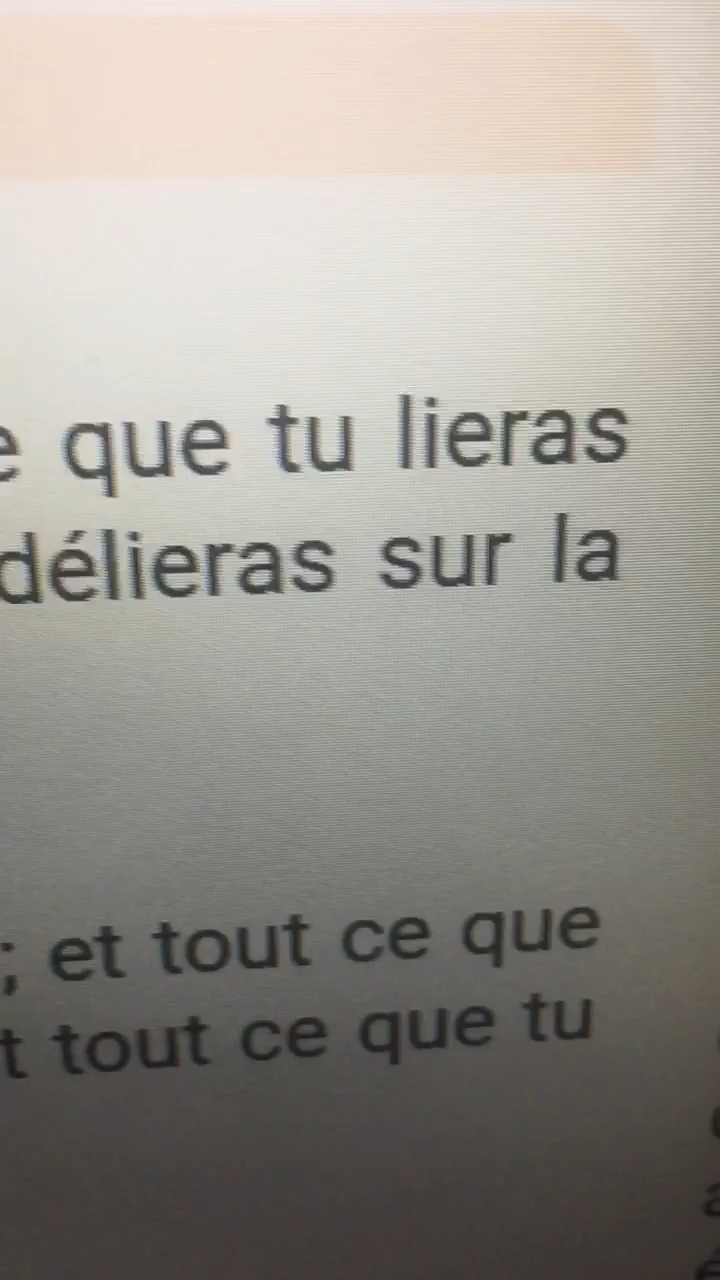 que tu lieras
délieras sur la
; et tout ce que
t tout ce que tu